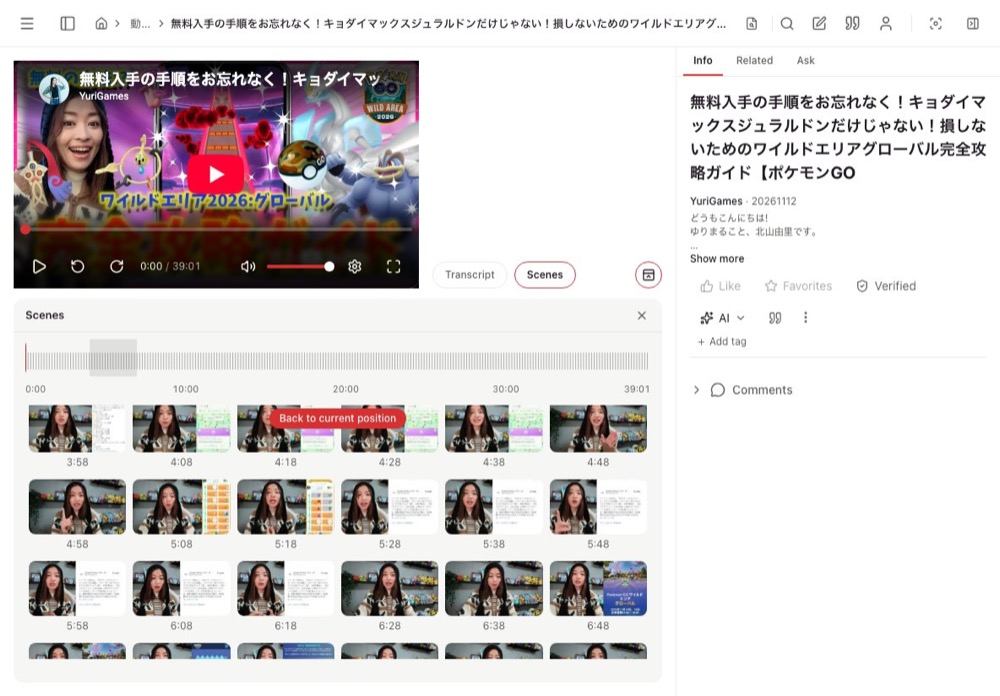 動...
無料入手の手順をお忘れなく！キョダイマックスジュラルドンだけじゃない！損しないためのワイルドエリアグ...
無料入手の手順をお忘れなく！キョダイマッ...
YuriGames
GO
WILD AREA
2026
ワイルドエリア2026:グローバル
完全攻略ガイド
0:00 / 39:01
Transcript
Scenes
Scenes
0:00
10:00
20:00
30:00
39:01
Back to current position
3:58
4:08
4:18
4:28
4:38
4:48
4:58
5:08
5:18
5:28
5:38
5:48
5:58
6:08
6:18
6:28
6:38
6:48
Info
Related
Ask
無料入手の手順をお忘れなく！キョダイマ
ックスジュラルドンだけじゃない！損しな
いためのワイルドエリアグローバル完全攻
略ガイド【ポケモンGO
YuriGames · 20261112
どうもこんにちは!
ゆりまること、北山由里です。
...
Show more
Like
Favorites
Verified
AI
+ Add tag
Comments